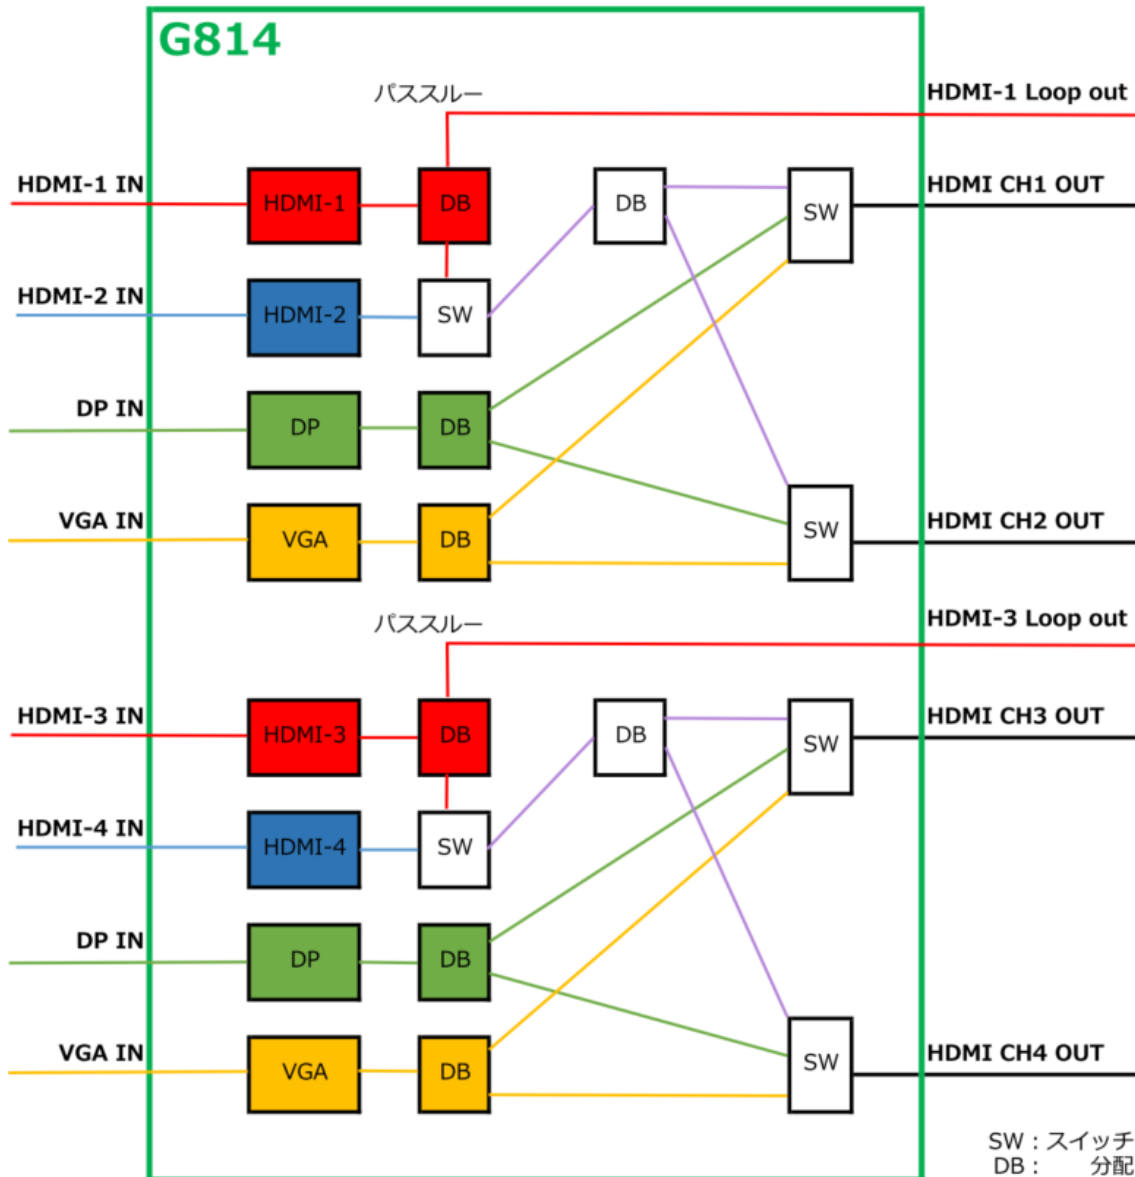 G814
パススルー
HDMI-1 Loop out
HDMI-1 IN
HDMI-1
DB
DB
SW
HDMI CH1 OUT
HDMI-2 IN
HDMI-2
SW
DP IN
DP
DB
VGA IN
VGA
DB
SW
HDMI CH2 OUT
パススルー
HDMI-3 Loop out
HDMI-3 IN
HDMI-3
DB
DB
SW
HDMI CH3 OUT
HDMI-4 IN
HDMI-4
SW
DP IN
DP
DB
VGA IN
VGA
DB
SW
HDMI CH4 OUT
SW：スイッチ
DB： 分配